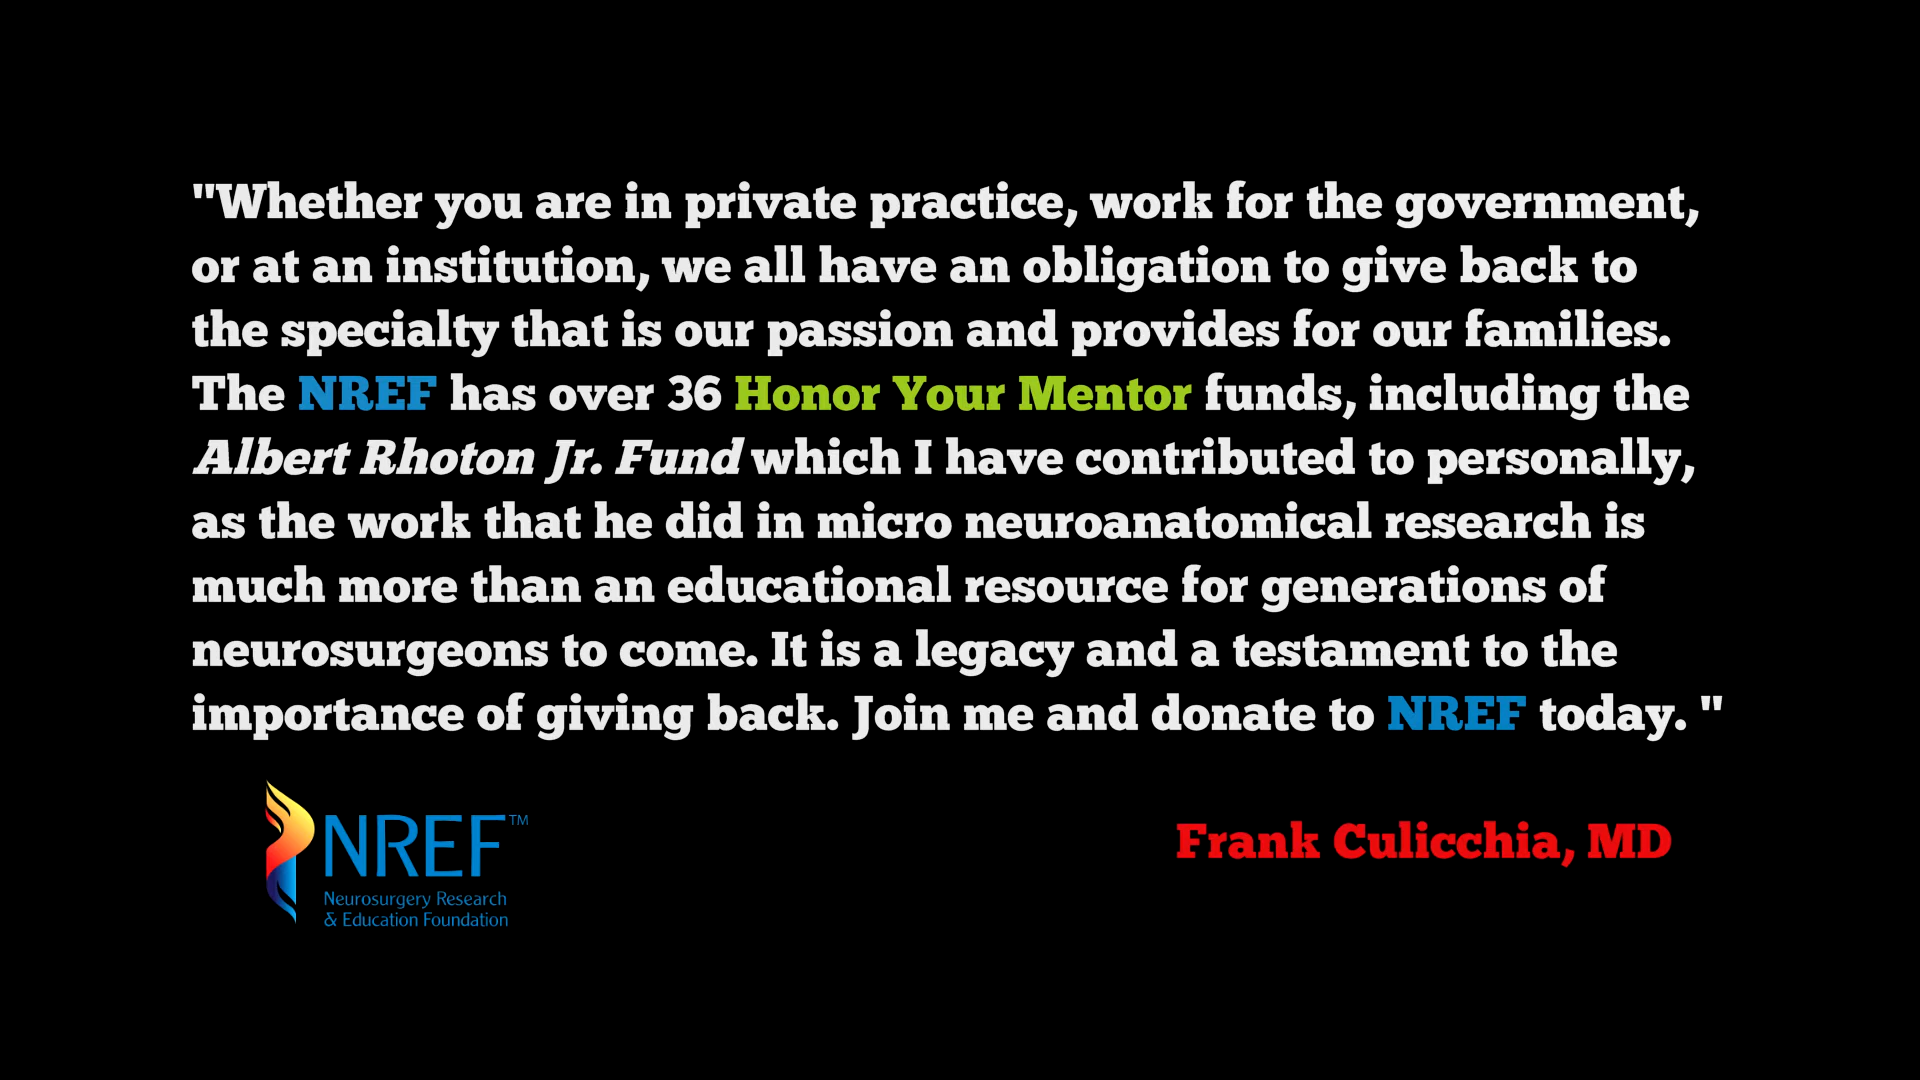 "Whether you are in private practice, work for the government,
or at an institution, we all have an obligation to give back to
the specialty that is our passion and provides for our families.
The NREF has over 36 Honor Your Mentor funds, including the
Albert Rhoton Jr. Fund which I have contributed to personally,
as the work that he did in micro neuroanatomical research is
much more than an educational resource for generations of
neurosurgeons to come. It is a legacy and a testament to the
importance of giving back. Join me and donate to NREF today. "
NREF™
Neurosurgery Research
& Education Foundation
Frank Culicchia, MD